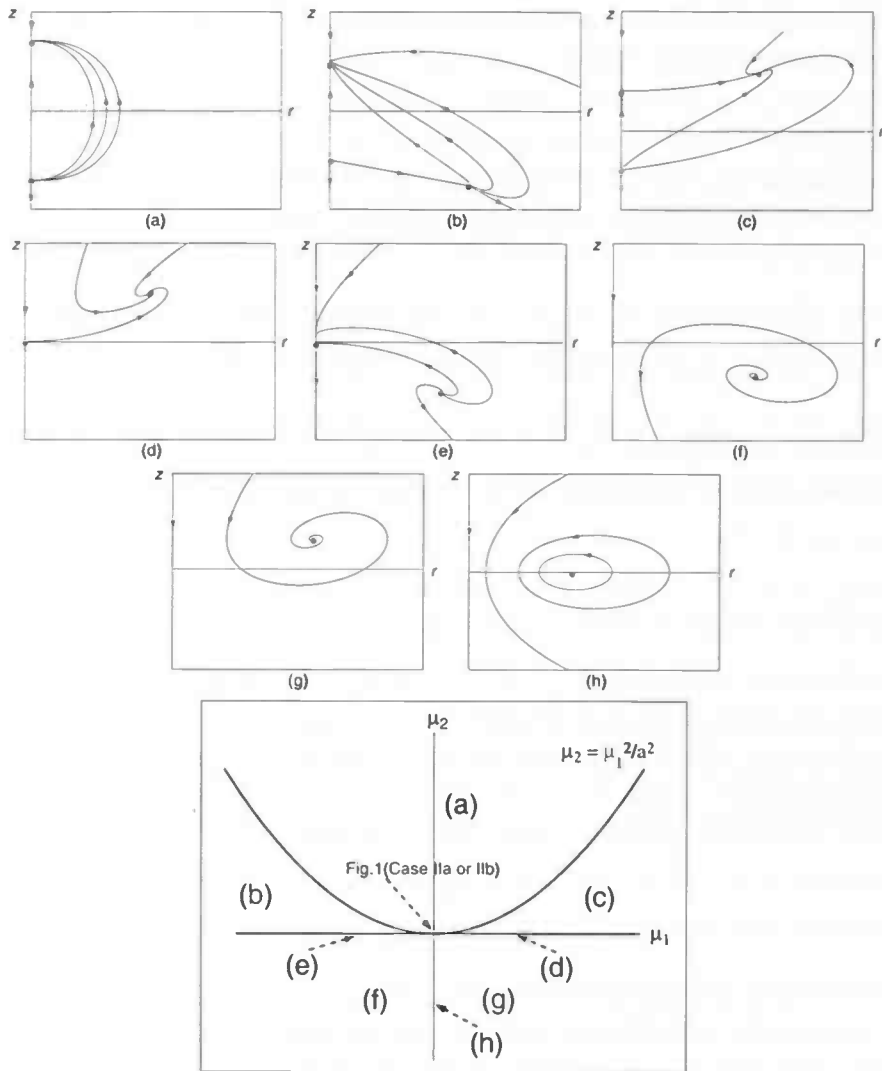 z z z
r r r
(a) (b) (c)
z z z
r r r
(d) (e) (f)
z z
r r
(g) (h)
μ₂
μ₂ = μ₁²/a²
(a)
Fig.1(Case IIa or IIb)
(b) (c)
μ₁
(e) (d)
(f) (g)
(h)